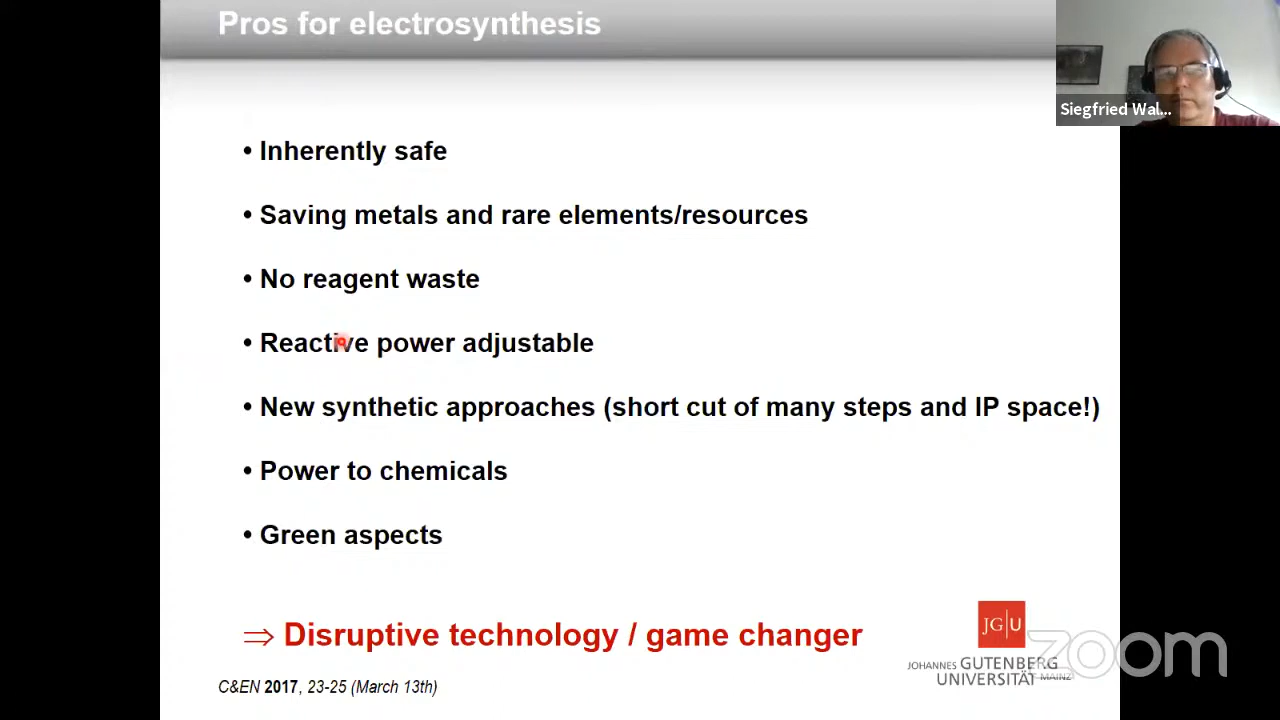 Pros for electrosynthesis
Siegfried Wal...
• Inherently safe
• Saving metals and rare elements/resources
• No reagent waste
• Reactive power adjustable
• New synthetic approaches (short cut of many steps and IP space!)
• Power to chemicals
• Green aspects
⇒ Disruptive technology / game changer
JG|U
JOHANNES GUTENBERG
UNIVERSITÄT MAINZ
zoom
C&EN 2017, 23-25 (March 13th)